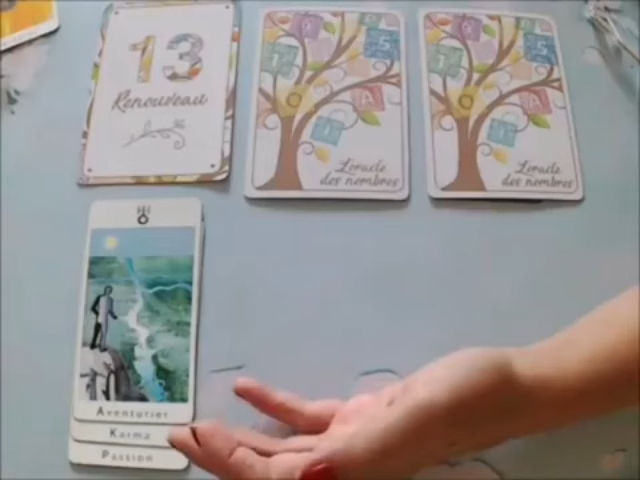 13
Renouveau
L'oracle
des nombres
L'oracle
des nombres
Aventurier
Karma
Passion